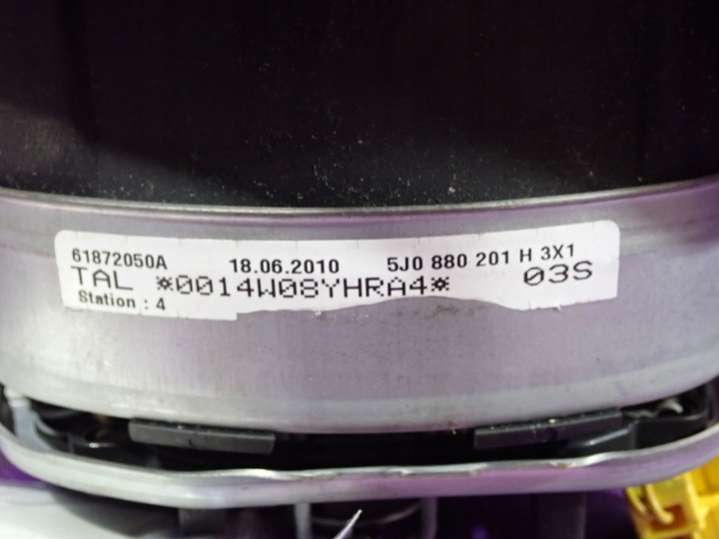 61872050A 18.06.2010 5J0 880 201 H 3X1
TAL *0014W08YHRA4* 03S
Station : 4